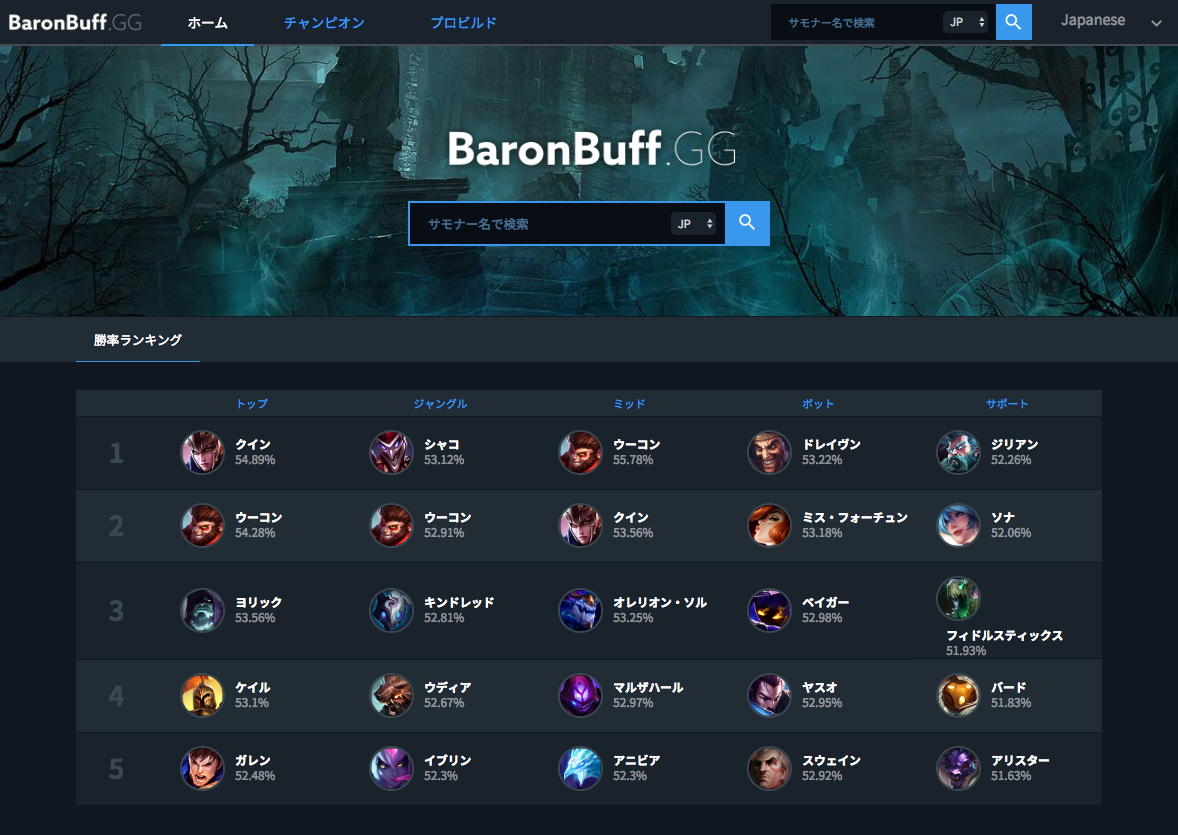 BaronBuff.GG ホーム チャンピオン プロビルド サモナー名で検索 JP Japanese
BaronBuff.GG
サモナー名で検索 JP
勝率ランキング
トップ ジャングル ミッド ボット サポート
1 クイン シャコ ウーコン ドレイヴン ジリアン
54.89% 53.12% 55.78% 53.22% 52.26%
2 ウーコン ウーコン クイン ミス・フォーチュン ソナ
54.28% 52.91% 53.56% 53.18% 52.06%
3 ヨリック キンドレッド オレリオン・ソル ベイガー
53.56% 52.81% 53.25% 52.98%
フィドルスティックス
51.93%
4 ケイル ウディア マルザハール ヤスオ バード
53.1% 52.67% 52.97% 52.95% 51.83%
5 ガレン イブリン アニビア スウェイン アリスター
52.48% 52.3% 52.3% 52.92% 51.63%